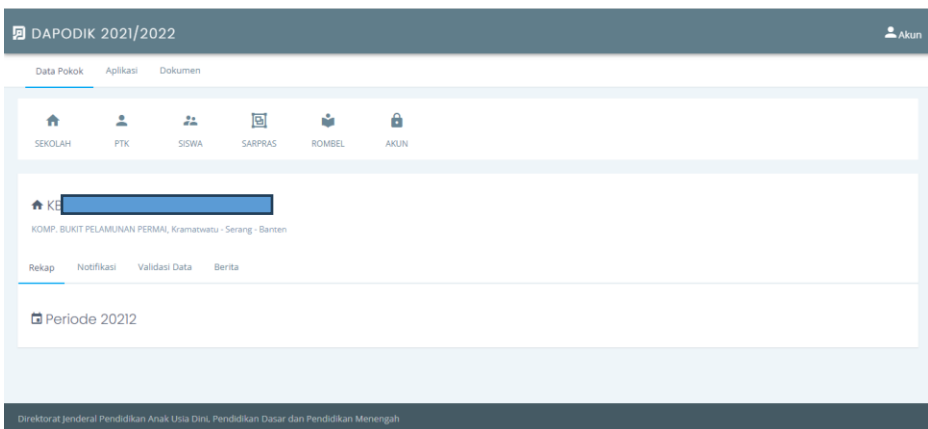 DAPODIK 2021/2022
Akun
Data Pokok Aplikasi Dokumen
SEKOLAH PTK SISWA SARPRAS ROMBEL AKUN
KE
KOMP. BUKIT PELAMUNAN PERMAI, Kramatwatu - Serang - Banten
Rekap Notifikasi Validasi Data Berita
Periode 20212
Direktorat Jenderal Pendidikan Anak Usia Dini, Pendidikan Dasar dan Pendidikan Menengah